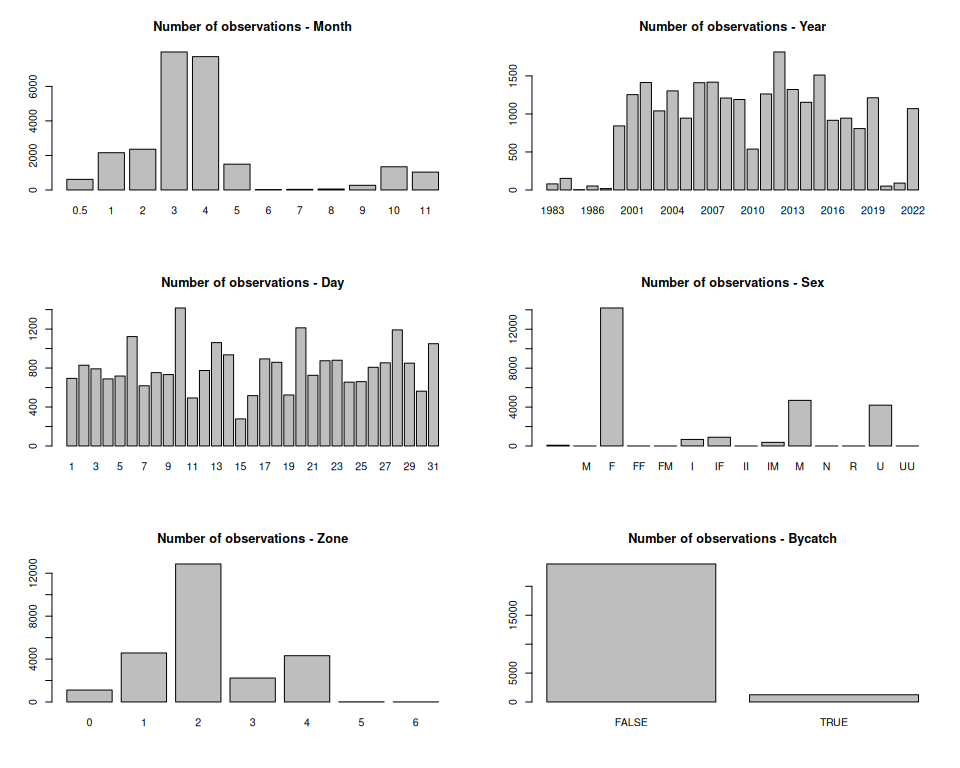 Number of observations - Month
0 2000 4000 6000
0.5 1 2 3 4 5 6 7 8 9 10 11
Number of observations - Year
0 500 1000 1500
1983 1986 2001 2004 2007 2010 2013 2016 2019 2022
Number of observations - Day
0 400 800 1200
1 3 5 7 9 11 13 15 17 19 21 23 25 27 29 31
Number of observations - Sex
0 4000 8000 12000
M F FF FM I IF II IM M N R U UU
Number of observations - Zone
0 4000 8000 12000
0 1 2 3 4 5 6
Number of observations - Bycatch
0 5000 15000
FALSE TRUE